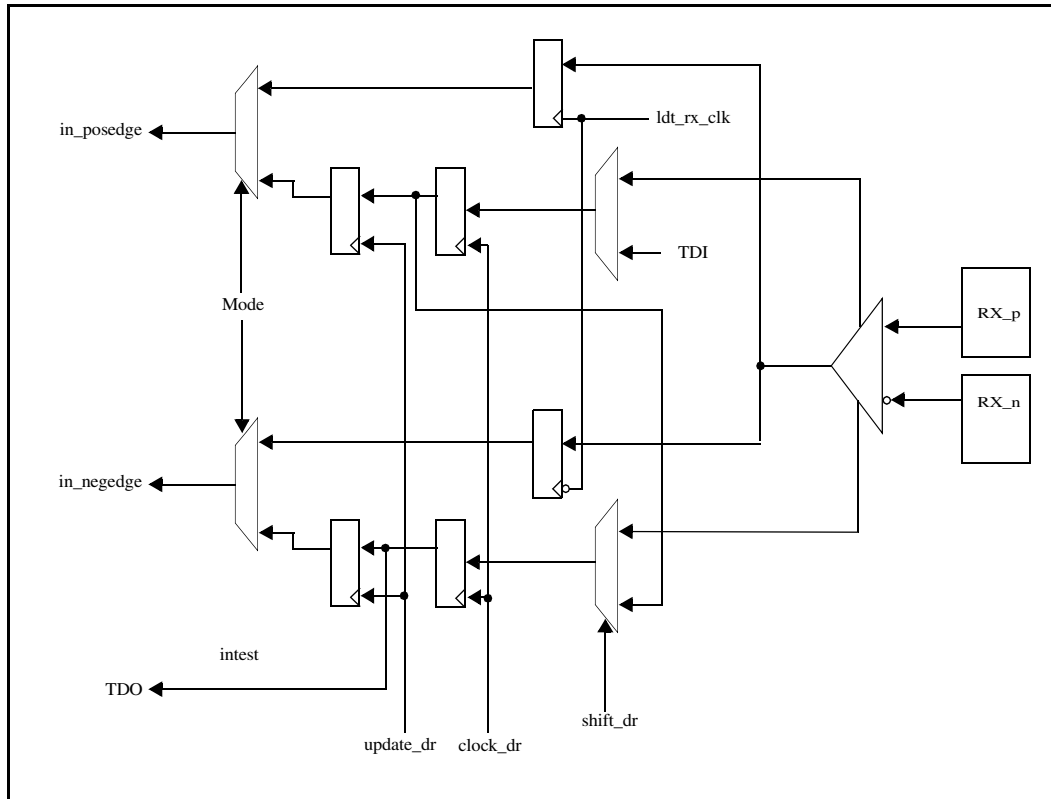 in_posedge
ldt_rx_clk
TDI
Mode
RX_p
RX_n
in_negedge
intest
TDO
shift_dr
update_dr
clock_dr